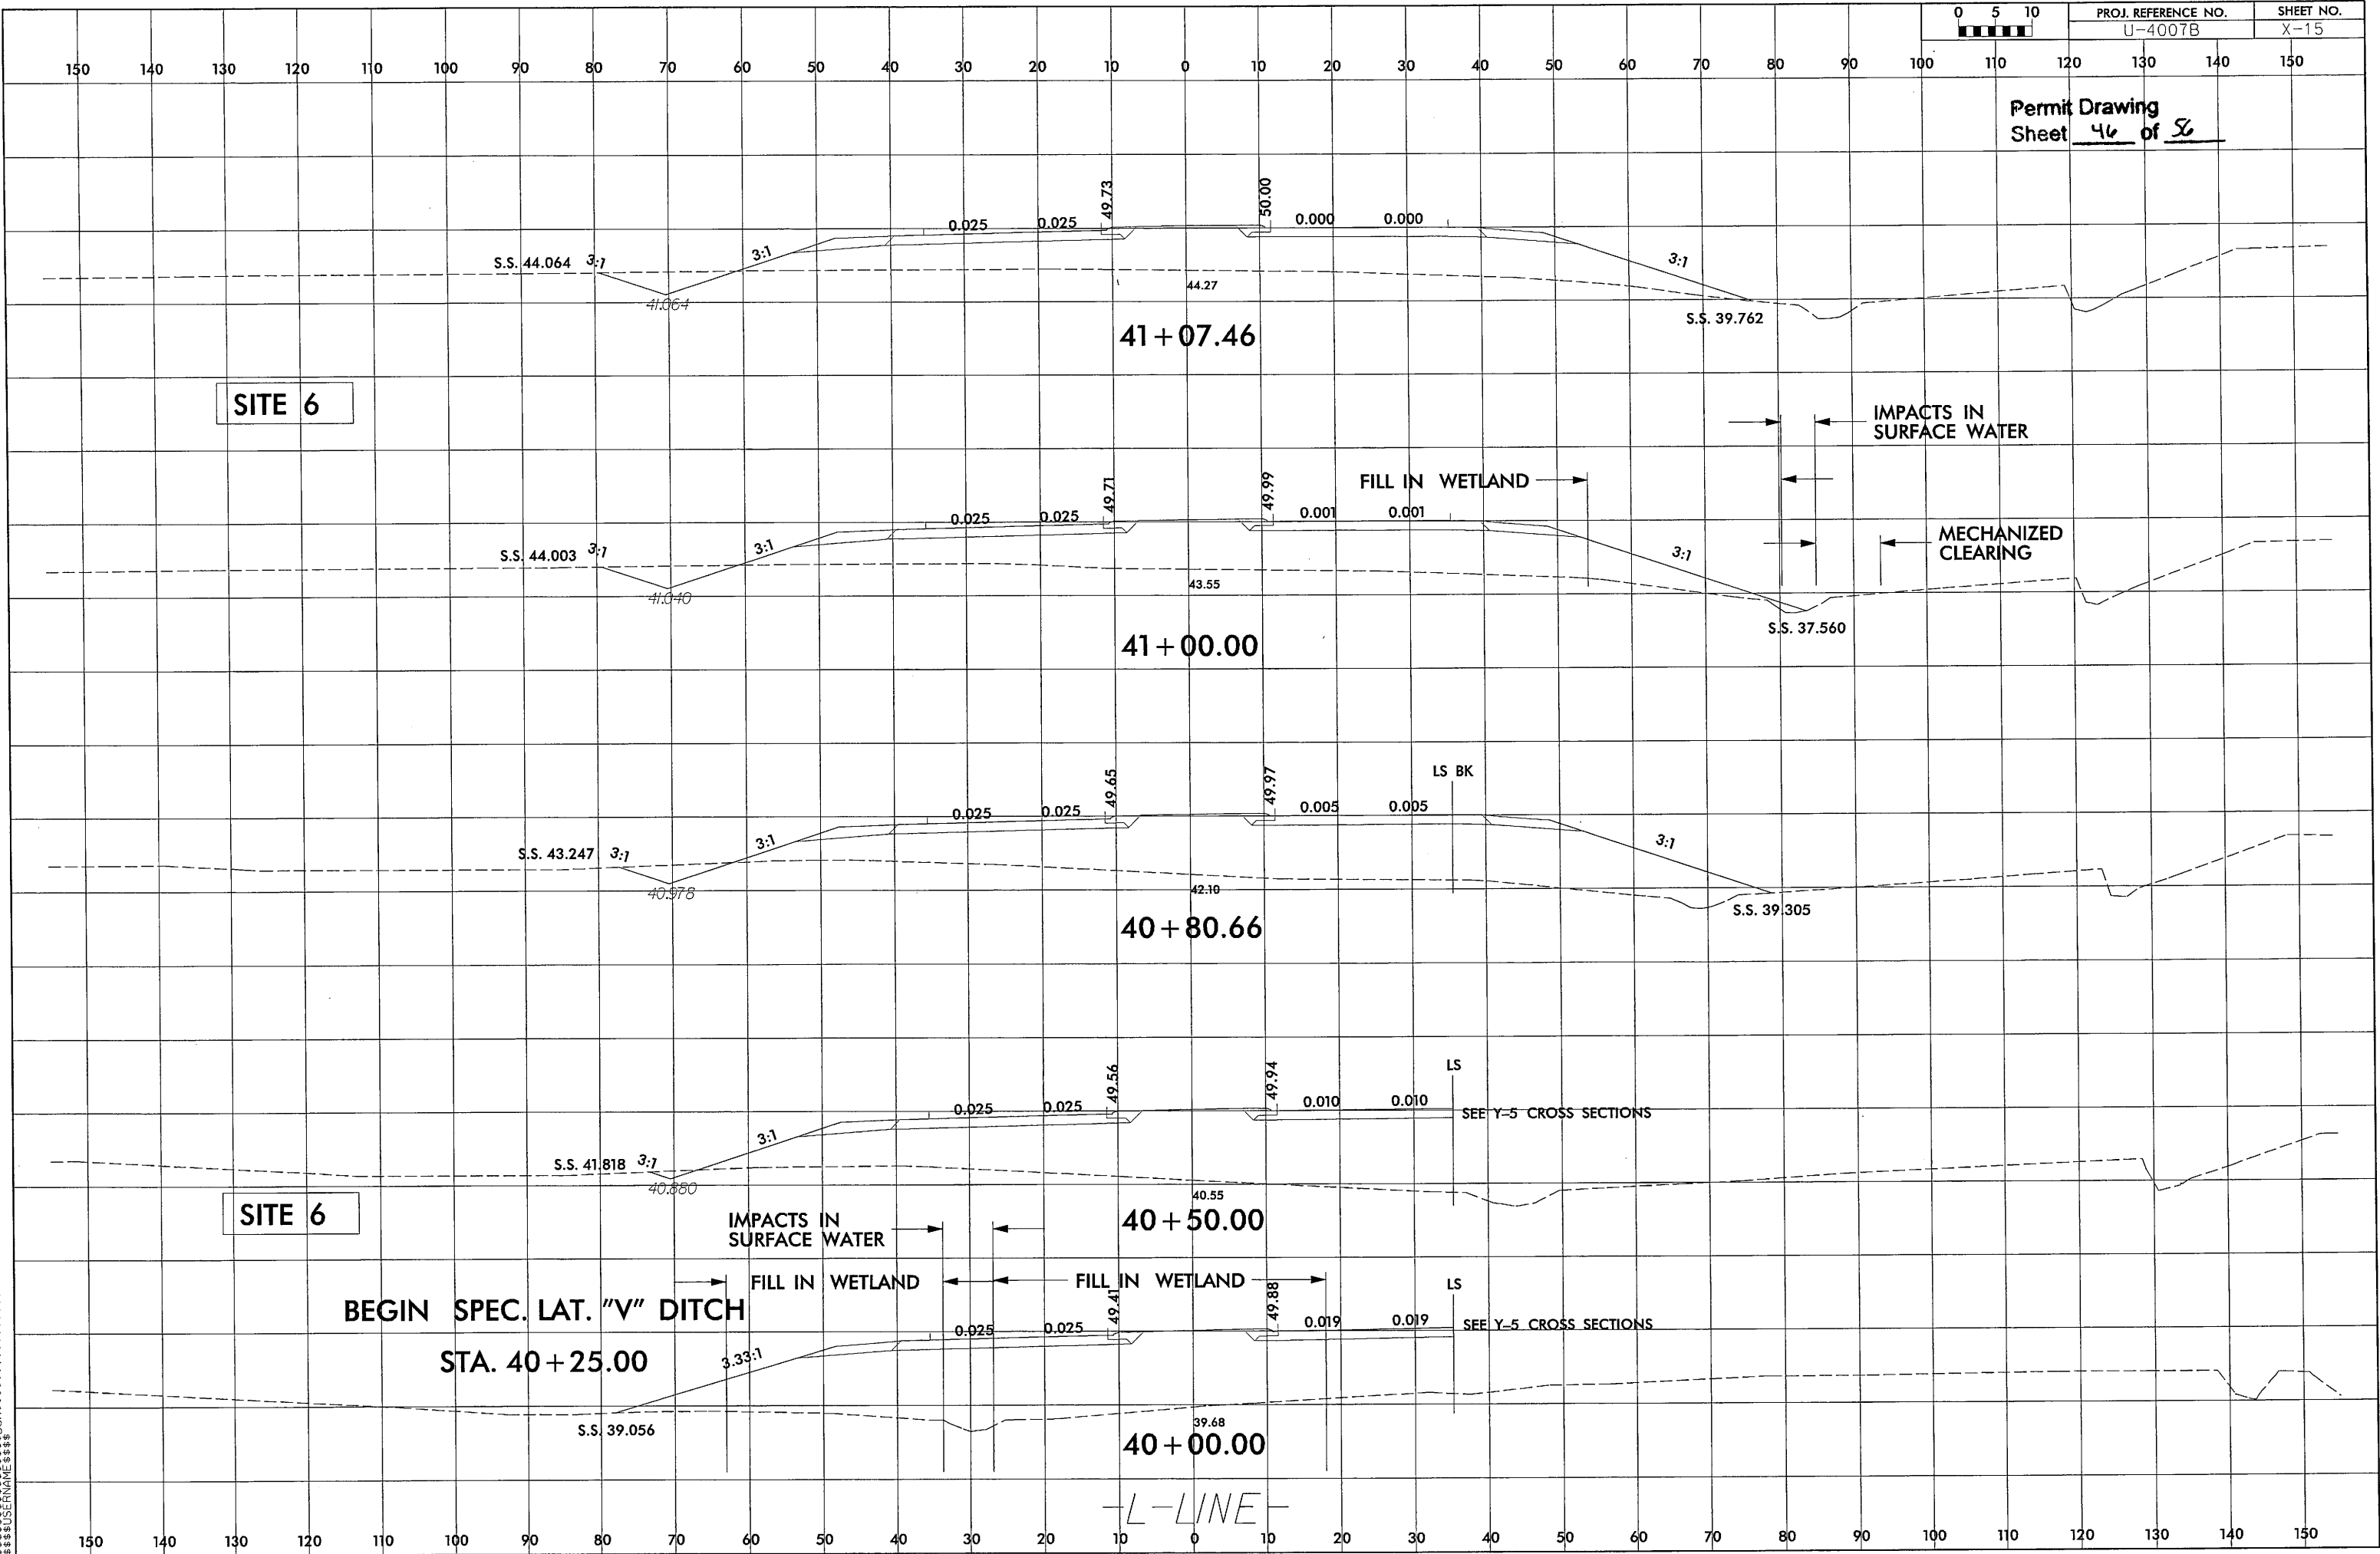 0 5 10
PROJ. REFERENCE NO.
SHEET NO.
U-4007B
X-15
150 140 130 120 110 100 90 80 70 60 50 40 30 20 10 0 10 20 30 40 50 60 70 80 90 100 110 120 130 140 150
Permit Drawing
Sheet 46 of 56
49.73
50.00
0.025 0.025
0.000 0.000
S.S. 44.064 3:1
3:1
3:1
41.064
44.27
S.S. 39.762
41+07.46
SITE 6
IMPACTS IN
SURFACE WATER
FILL IN WETLAND
49.71
49.99
0.025 0.025
0.001 0.001
MECHANIZED
CLEARING
S.S. 44.003 3:1
3:1
3:1
41.040
43.55
S.S. 37.560
41+00.00
LS BK
49.65
49.97
0.025 0.025
0.005 0.005
S.S. 43.247 3:1
3:1
3:1
40.978
42.10
S.S. 39.305
40+80.66
LS
49.56
49.94
0.025 0.025
0.010 0.010
SEE Y-5 CROSS SECTIONS
3:1
S.S. 41.818 3:1
40.880
40.55
40+50.00
SITE 6
IMPACTS IN
SURFACE WATER
FILL IN WETLAND
FILL IN WETLAND
LS
BEGIN SPEC. LAT. "V" DITCH
STA. 40+25.00
49.41
49.88
0.025 0.025
0.019 0.019
SEE Y-5 CROSS SECTIONS
3.33:1
S.S. 39.056
39.68
40+00.00
-L-LINE-
150 140 130 120 110 100 90 80 70 60 50 40 30 20 10 0 10 20 30 40 50 60 70 80 90 100 110 120 130 140 150
$$$$USERNAME$$$$